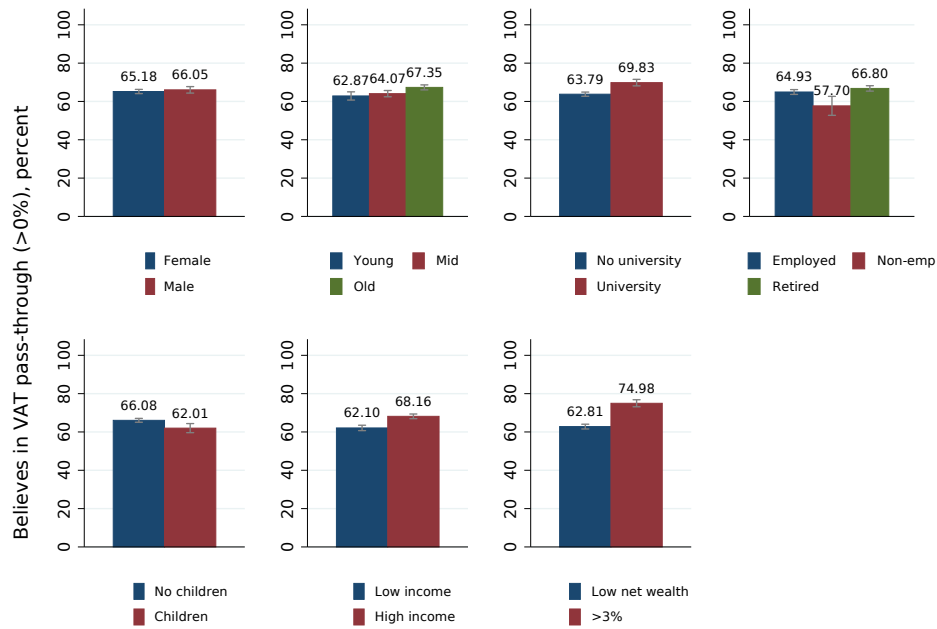 Believes in VAT pass-through (>0%), percent
0 20 40 60 80 100
65.18 66.05
Female
Male
0 20 40 60 80 100
62.87 64.07 67.35
Young Mid
Old
0 20 40 60 80 100
63.79 69.83
No university
University
0 20 40 60 80 100
64.93 57.70 66.80
Employed Non-emp
Retired
0 20 40 60 80 100
66.08 62.01
No children
Children
0 20 40 60 80 100
62.10 68.16
Low income
High income
0 20 40 60 80 100
62.81 74.98
Low net wealth
>3%